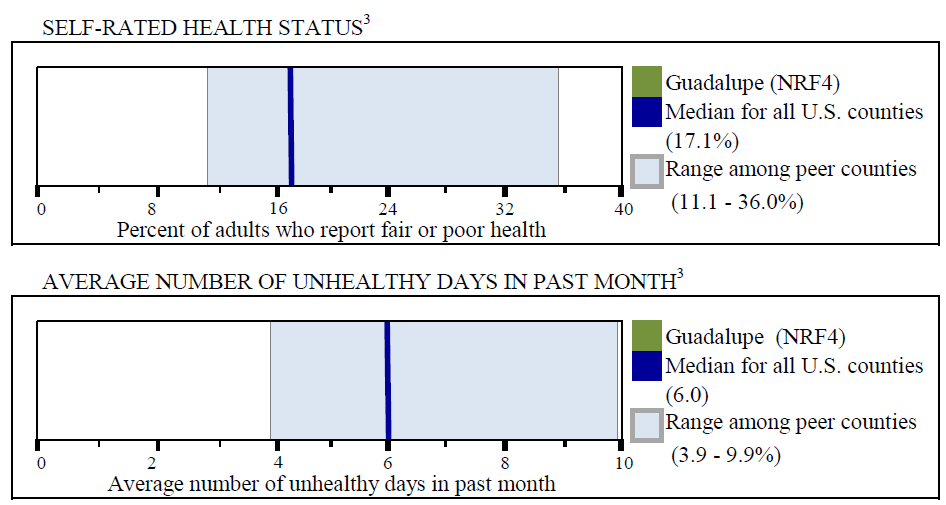 SELF-RATED HEALTH STATUS3
Guadalupe (NRF4)
Median for all U.S. counties
(17.1%)
Range among peer counties
(11.1 - 36.0%)
0 8 16 24 32 40
Percent of adults who report fair or poor health
AVERAGE NUMBER OF UNHEALTHY DAYS IN PAST MONTH3
Guadalupe (NRF4)
Median for all U.S. counties
(6.0)
Range among peer counties
(3.9 - 9.9%)
0 2 4 6 8 10
Average number of unhealthy days in past month